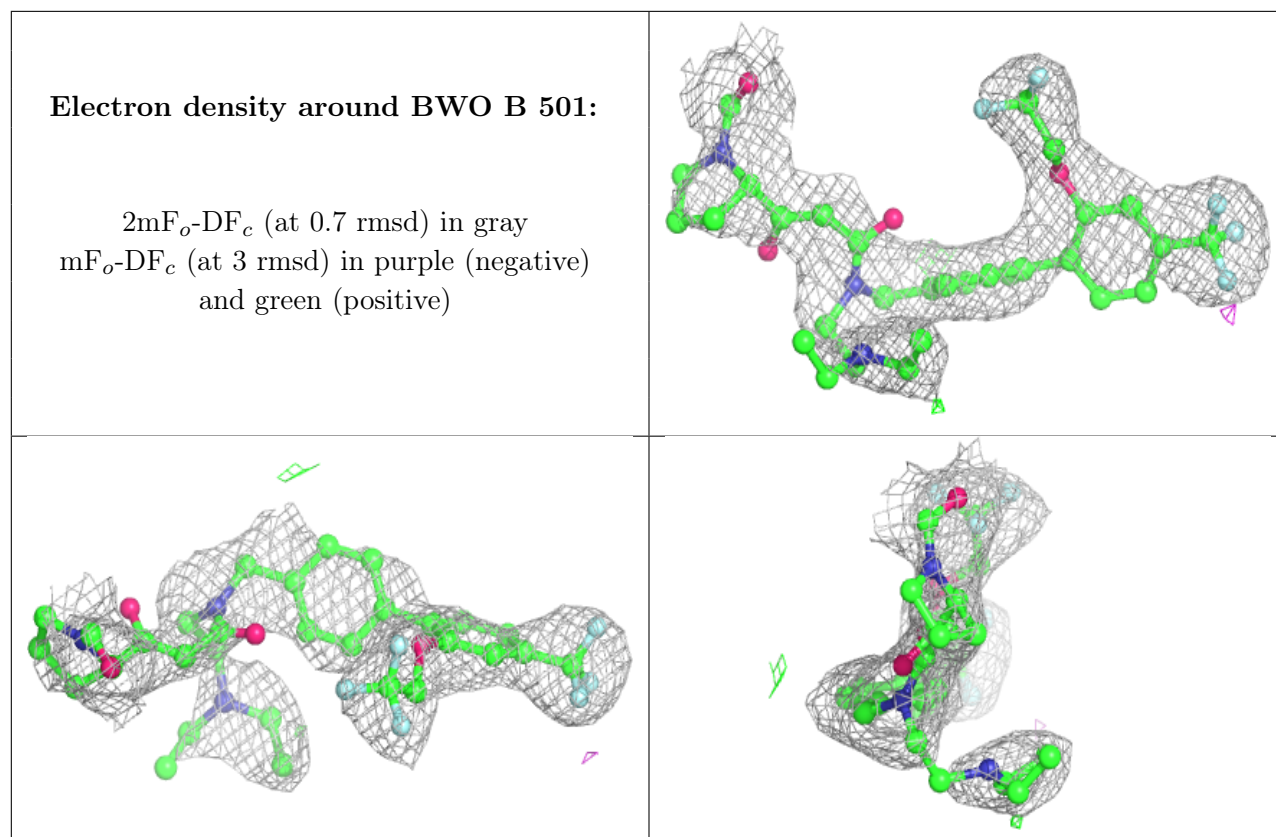 Electron density around BWO B 501:
2mFo-DFc (at 0.7 rmsd) in gray
mFo-DFc (at 3 rmsd) in purple (negative)
and green (positive)